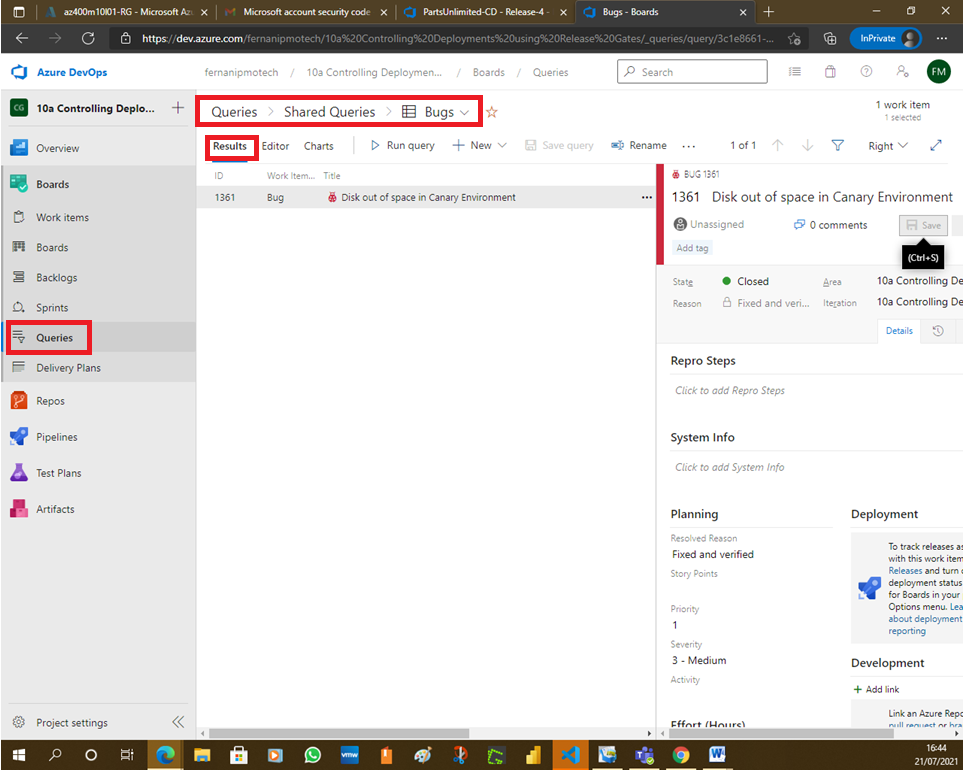 az400m10l01-RG - Microsoft Az
Microsoft account security code
PartsUnlimited-CD - Release-4 -
Bugs - Boards
https://dev.azure.com/fernanipmotech/10a%20Controlling%20Deployments%20using%20Release%20Gates/_queries/query/3c1e8661-...
InPrivate
Azure DevOps
fernanipmotech / 10a Controlling Deploymen... / Boards / Queries
Search
FM
CG
10a Controlling Deplo...
Overview
Boards
Work items
Boards
Backlogs
Sprints
Queries
Delivery Plans
Repos
Pipelines
Test Plans
Artifacts
Project settings
Queries > Shared Queries > Bugs
1 work item
1 selected
Results Editor Charts Run query New Save query Rename ... 1 of 1 Right
ID Work Item... Title
1361 Bug Disk out of space in Canary Environment ...
BUG 1361
1361 Disk out of space in Canary Environment
Unassigned 0 comments Save
Add tag
(Ctrl+S)
State Closed Area 10a Controlling De
Reason Fixed and veri... Iteration 10a Controlling De
Details
Repro Steps
Click to add Repro Steps
System Info
Click to add System Info
Planning
Resolved Reason
Fixed and verified
Story Points
Priority
1
Severity
3 - Medium
Activity
Effort (Hours)
Deployment
To track releases as
with this work item
Releases and turn o
deployment status
for Boards in your
Options menu. Lea
about deployment
reporting
Development
Add link
Link an Azure Repo
pull request or bran
vmw
16:44
21/07/2021